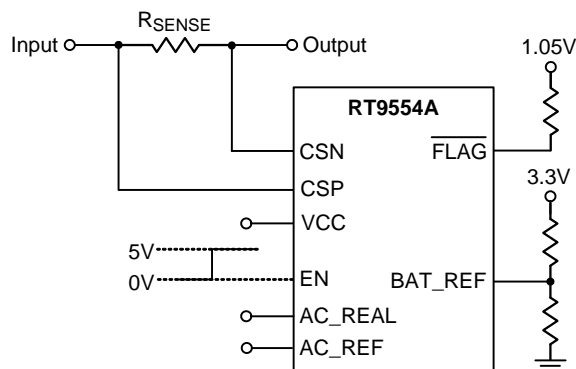 RSENSE
Input
Output
1.05V
RT9554A
CSN
FLAG
CSP
3.3V
VCC
5V
0V
EN
BAT_REF
AC_REAL
AC_REF